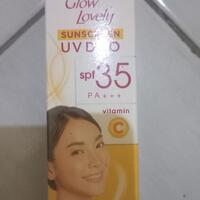 Glow
Lovely
SUNSCREEN
UV DUO
spf 35
PA+++
vitamin
C